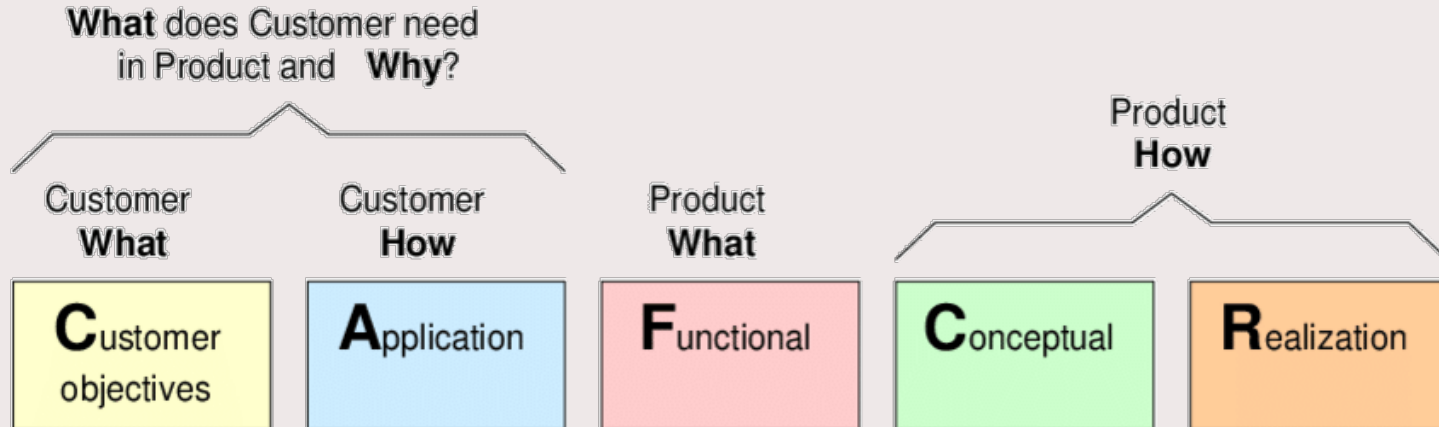 What does Customer need
in Product and Why?
Product
How
Customer
What
Customer
How
Product
What
Customer
objectives
Application
Functional
Conceptual
Realization